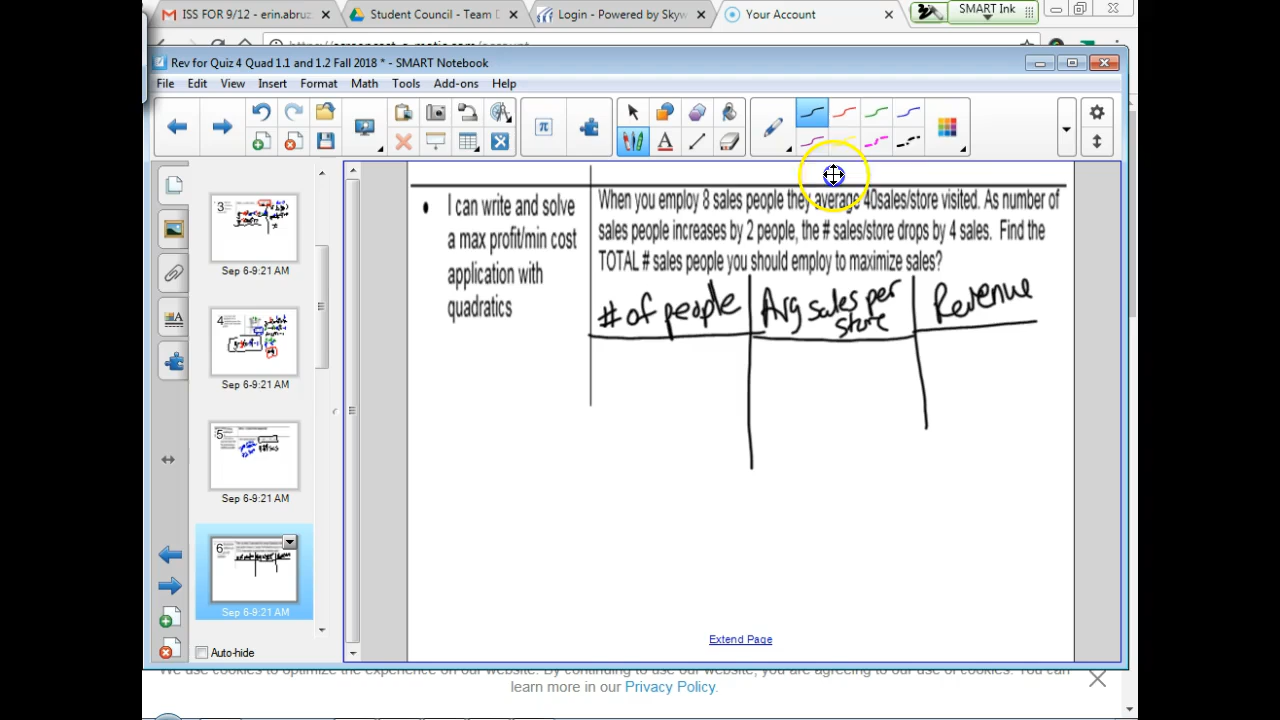 ISS FOR 9/12 - erin.abruz
Student Council - Team D
Login - Powered by Skyw
Your Account
SMART Ink
Rev for Quiz 4 Quad 1.1 and 1.2 Fall 2018 * - SMART Notebook
File Edit View Insert Format Math Tools Add-ons Help
3
Sep 6-9:21 AM
4
Sep 6-9:21 AM
5
Sep 6-9:21 AM
6
Sep 6-9:21 AM
Auto-hide
• I can write and solve
a max profit/min cost
application with
quadratics
When you employ 8 sales people they average 40sales/store visited. As number of
sales people increases by 2 people, the # sales/store drops by 4 sales. Find the
TOTAL # sales people you should employ to maximize sales?
# of people
Avg sales per
store
Revenue
Extend Page
learn more in our Privacy Policy.